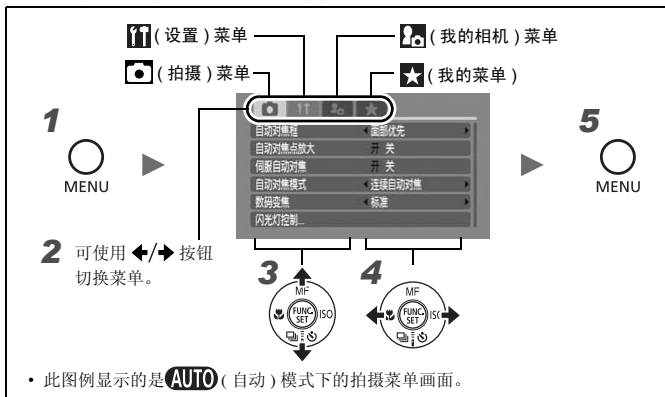 (设置)菜单
(我的相机)菜单
(拍摄)菜单
(我的菜单)
1
MENU
自动对焦框 面部优先
自动对焦点放大 开 关
伺服自动对焦 开 关
自动对焦模式 连续自动对焦
数码变焦 标准
闪光灯控制...
5
MENU
2 可使用 / 按钮
切换菜单。
3
MF
FUNC.
SET
ISO
4
MF
FUNC.
SET
• 此图例显示的是AUTO(自动)模式下的拍摄菜单画面。